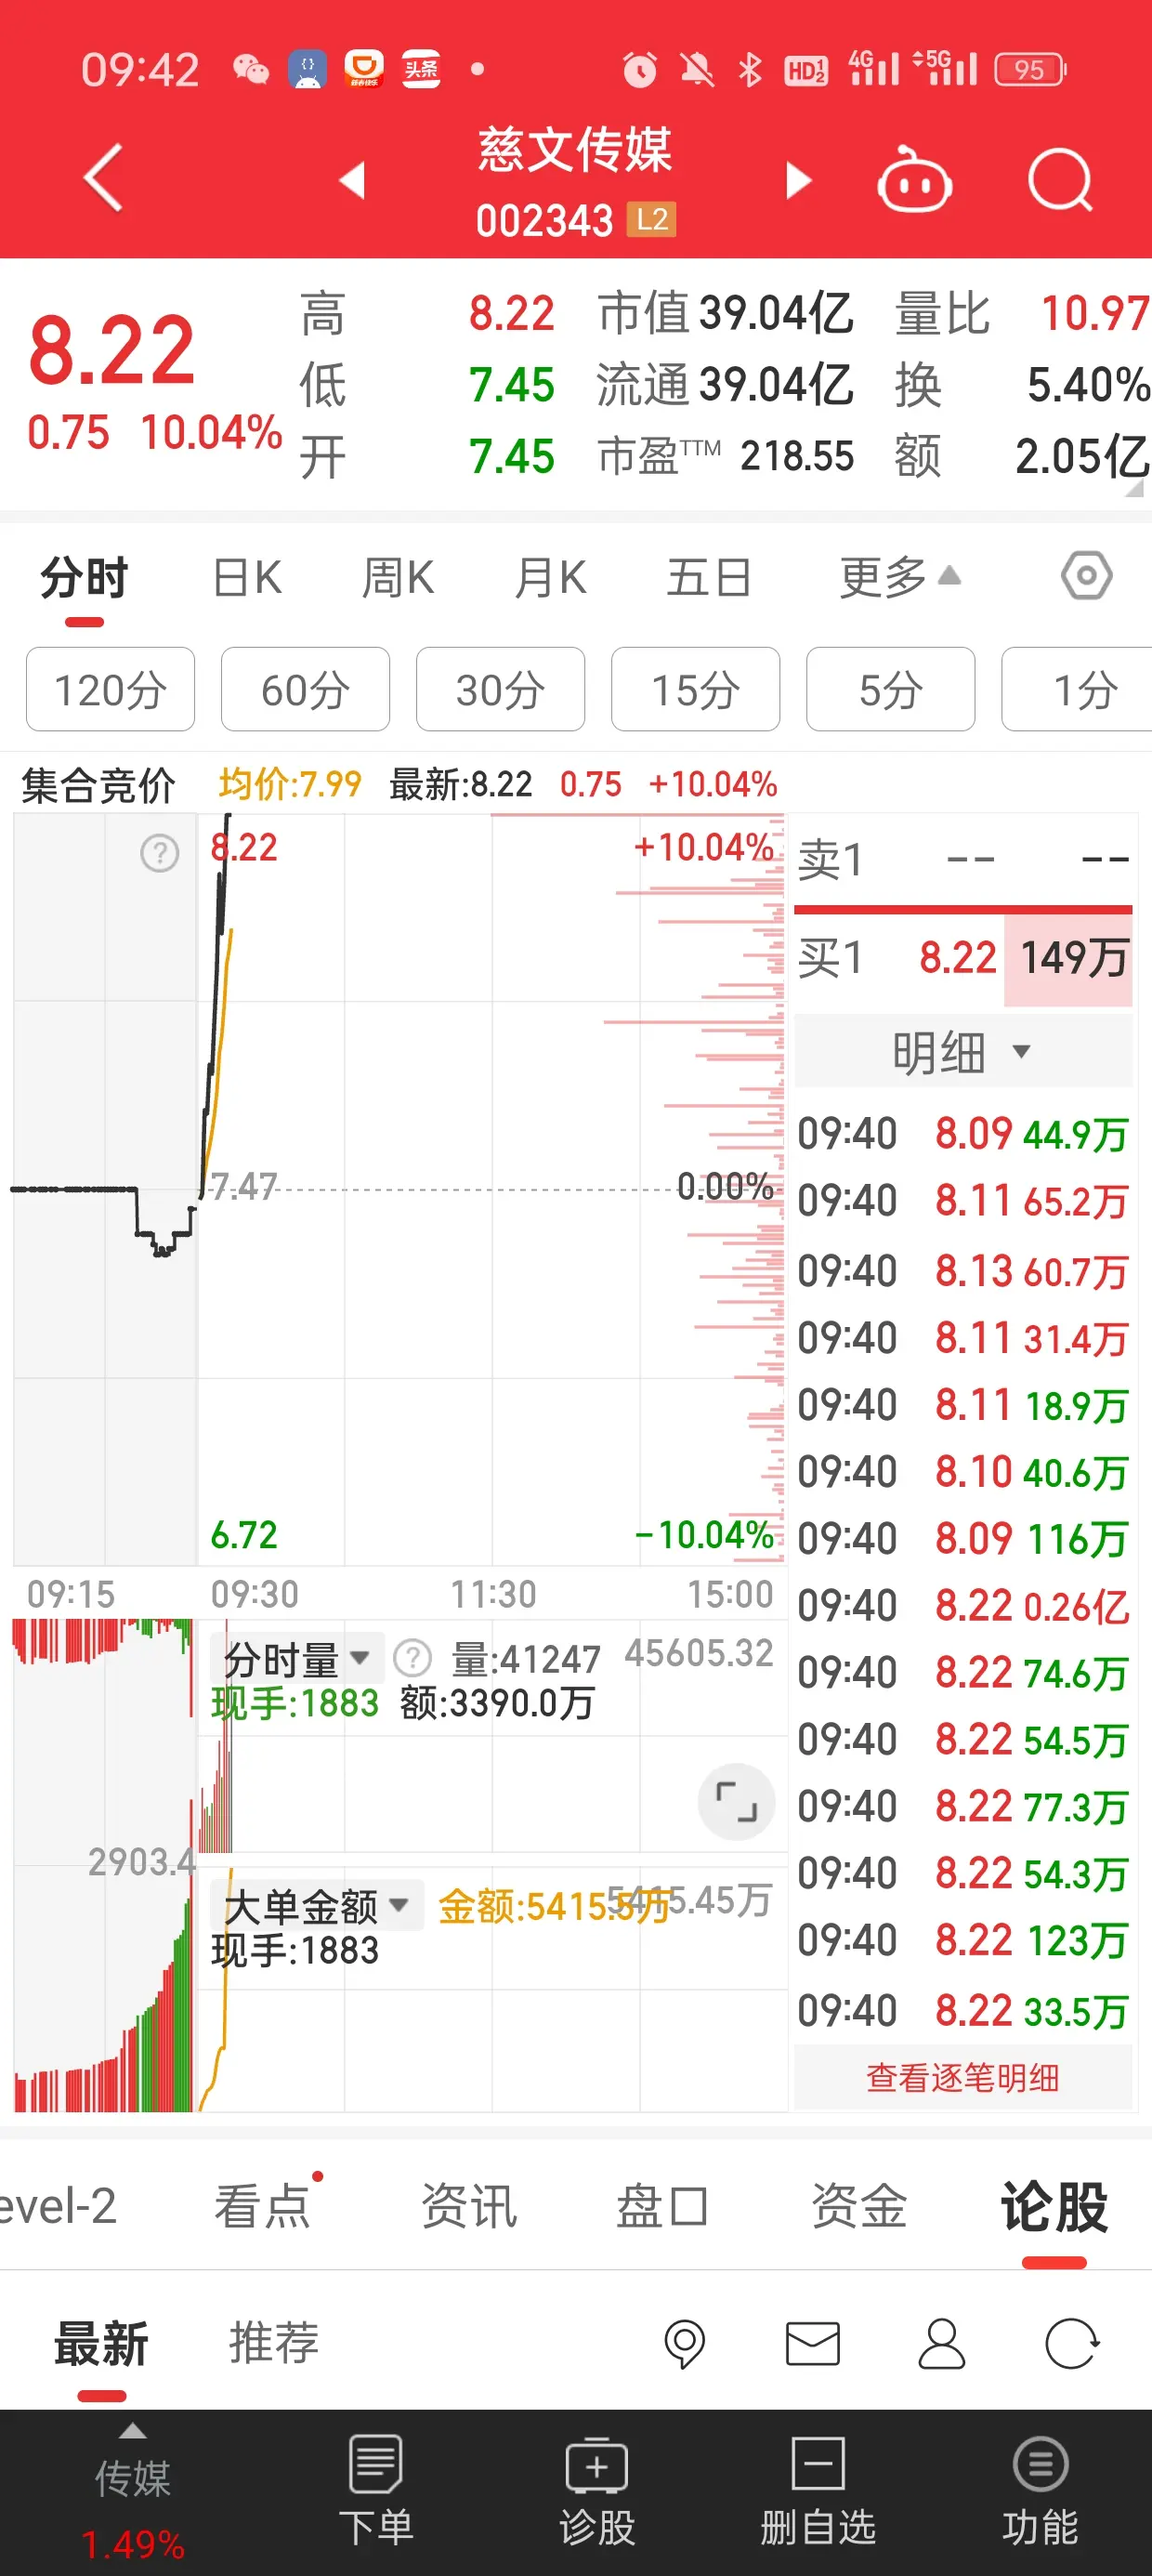 09:42 头条 HD 1 2 4G 5G 95
慈文传媒
002343 L2
8.22
0.75 10.04%
高 8.22 市值 39.04亿 量比 10.97
低 7.45 流通 39.04亿 换 5.40%
开 7.45 市盈TTM 218.55 额 2.05亿
分时 日K 周K 月K 五日 更多
120分 60分 30分 15分 5分 1分
集合竞价 均价:7.99 最新:8.22 0.75 +10.04%
8.22 +10.04%
7.47 0.00%
6.72 -10.04%
09:15 09:30 11:30 15:00
分时量 ? 量:41247 45605.32
现手:1883 额:3390.0万
2903.4
大单金额 金额:5415.5万 5415.45万
现手:1883
卖1 -- --
买1 8.22 149万
明细
09:40 8.09 44.9万
09:40 8.11 65.2万
09:40 8.13 60.7万
09:40 8.11 31.4万
09:40 8.11 18.9万
09:40 8.10 40.6万
09:40 8.09 116万
09:40 8.22 0.26亿
09:40 8.22 74.6万
09:40 8.22 54.5万
09:40 8.22 77.3万
09:40 8.22 54.3万
09:40 8.22 123万
09:40 8.22 33.5万
查看逐笔明细
evel-2 看点 资讯 盘口 资金 论股
最新 推荐
传媒 下单 诊股 删自选 功能
1.49%